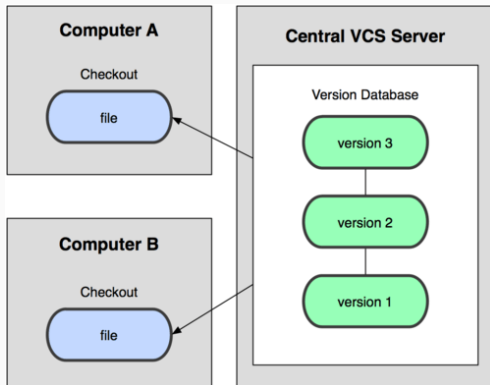 Computer A
Checkout
file
Computer B
Checkout
file
Central VCS Server
Version Database
version 3
version 2
version 1